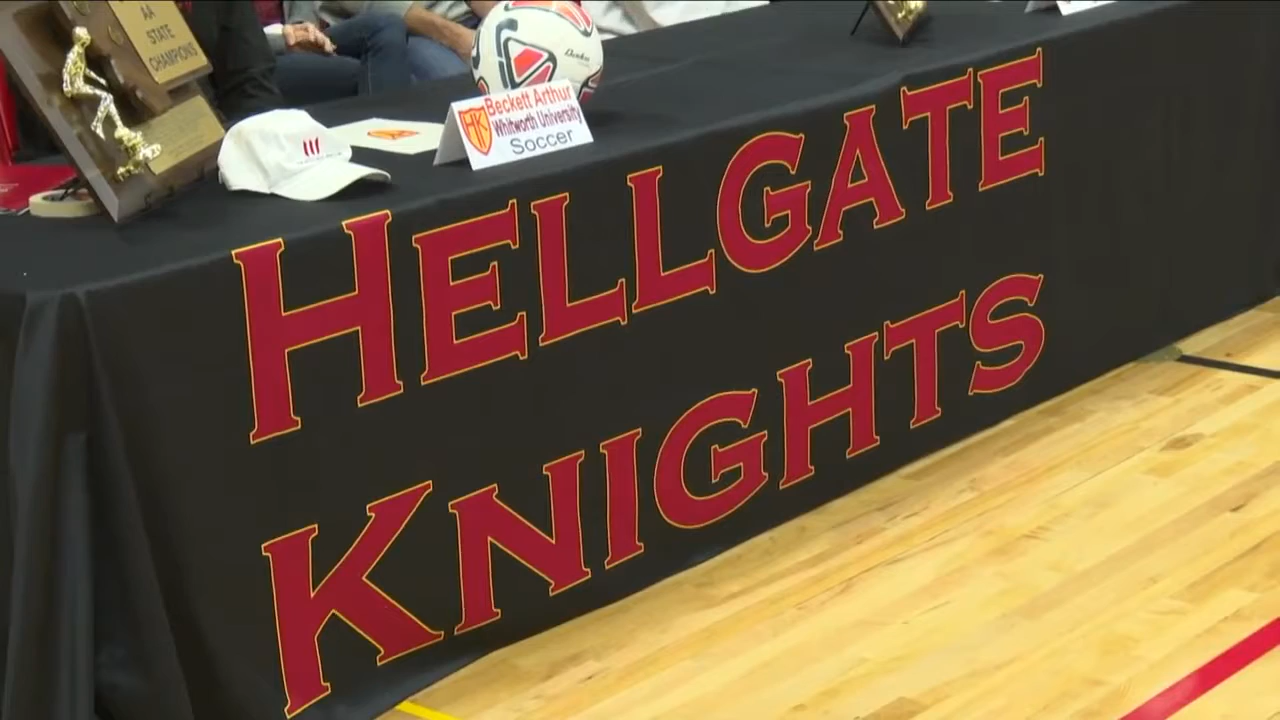 AA
STATE
CHAMPIONS
HK
Beckett Arthur
Whitworth University
Soccer
HELLGATE
KNIGHTS